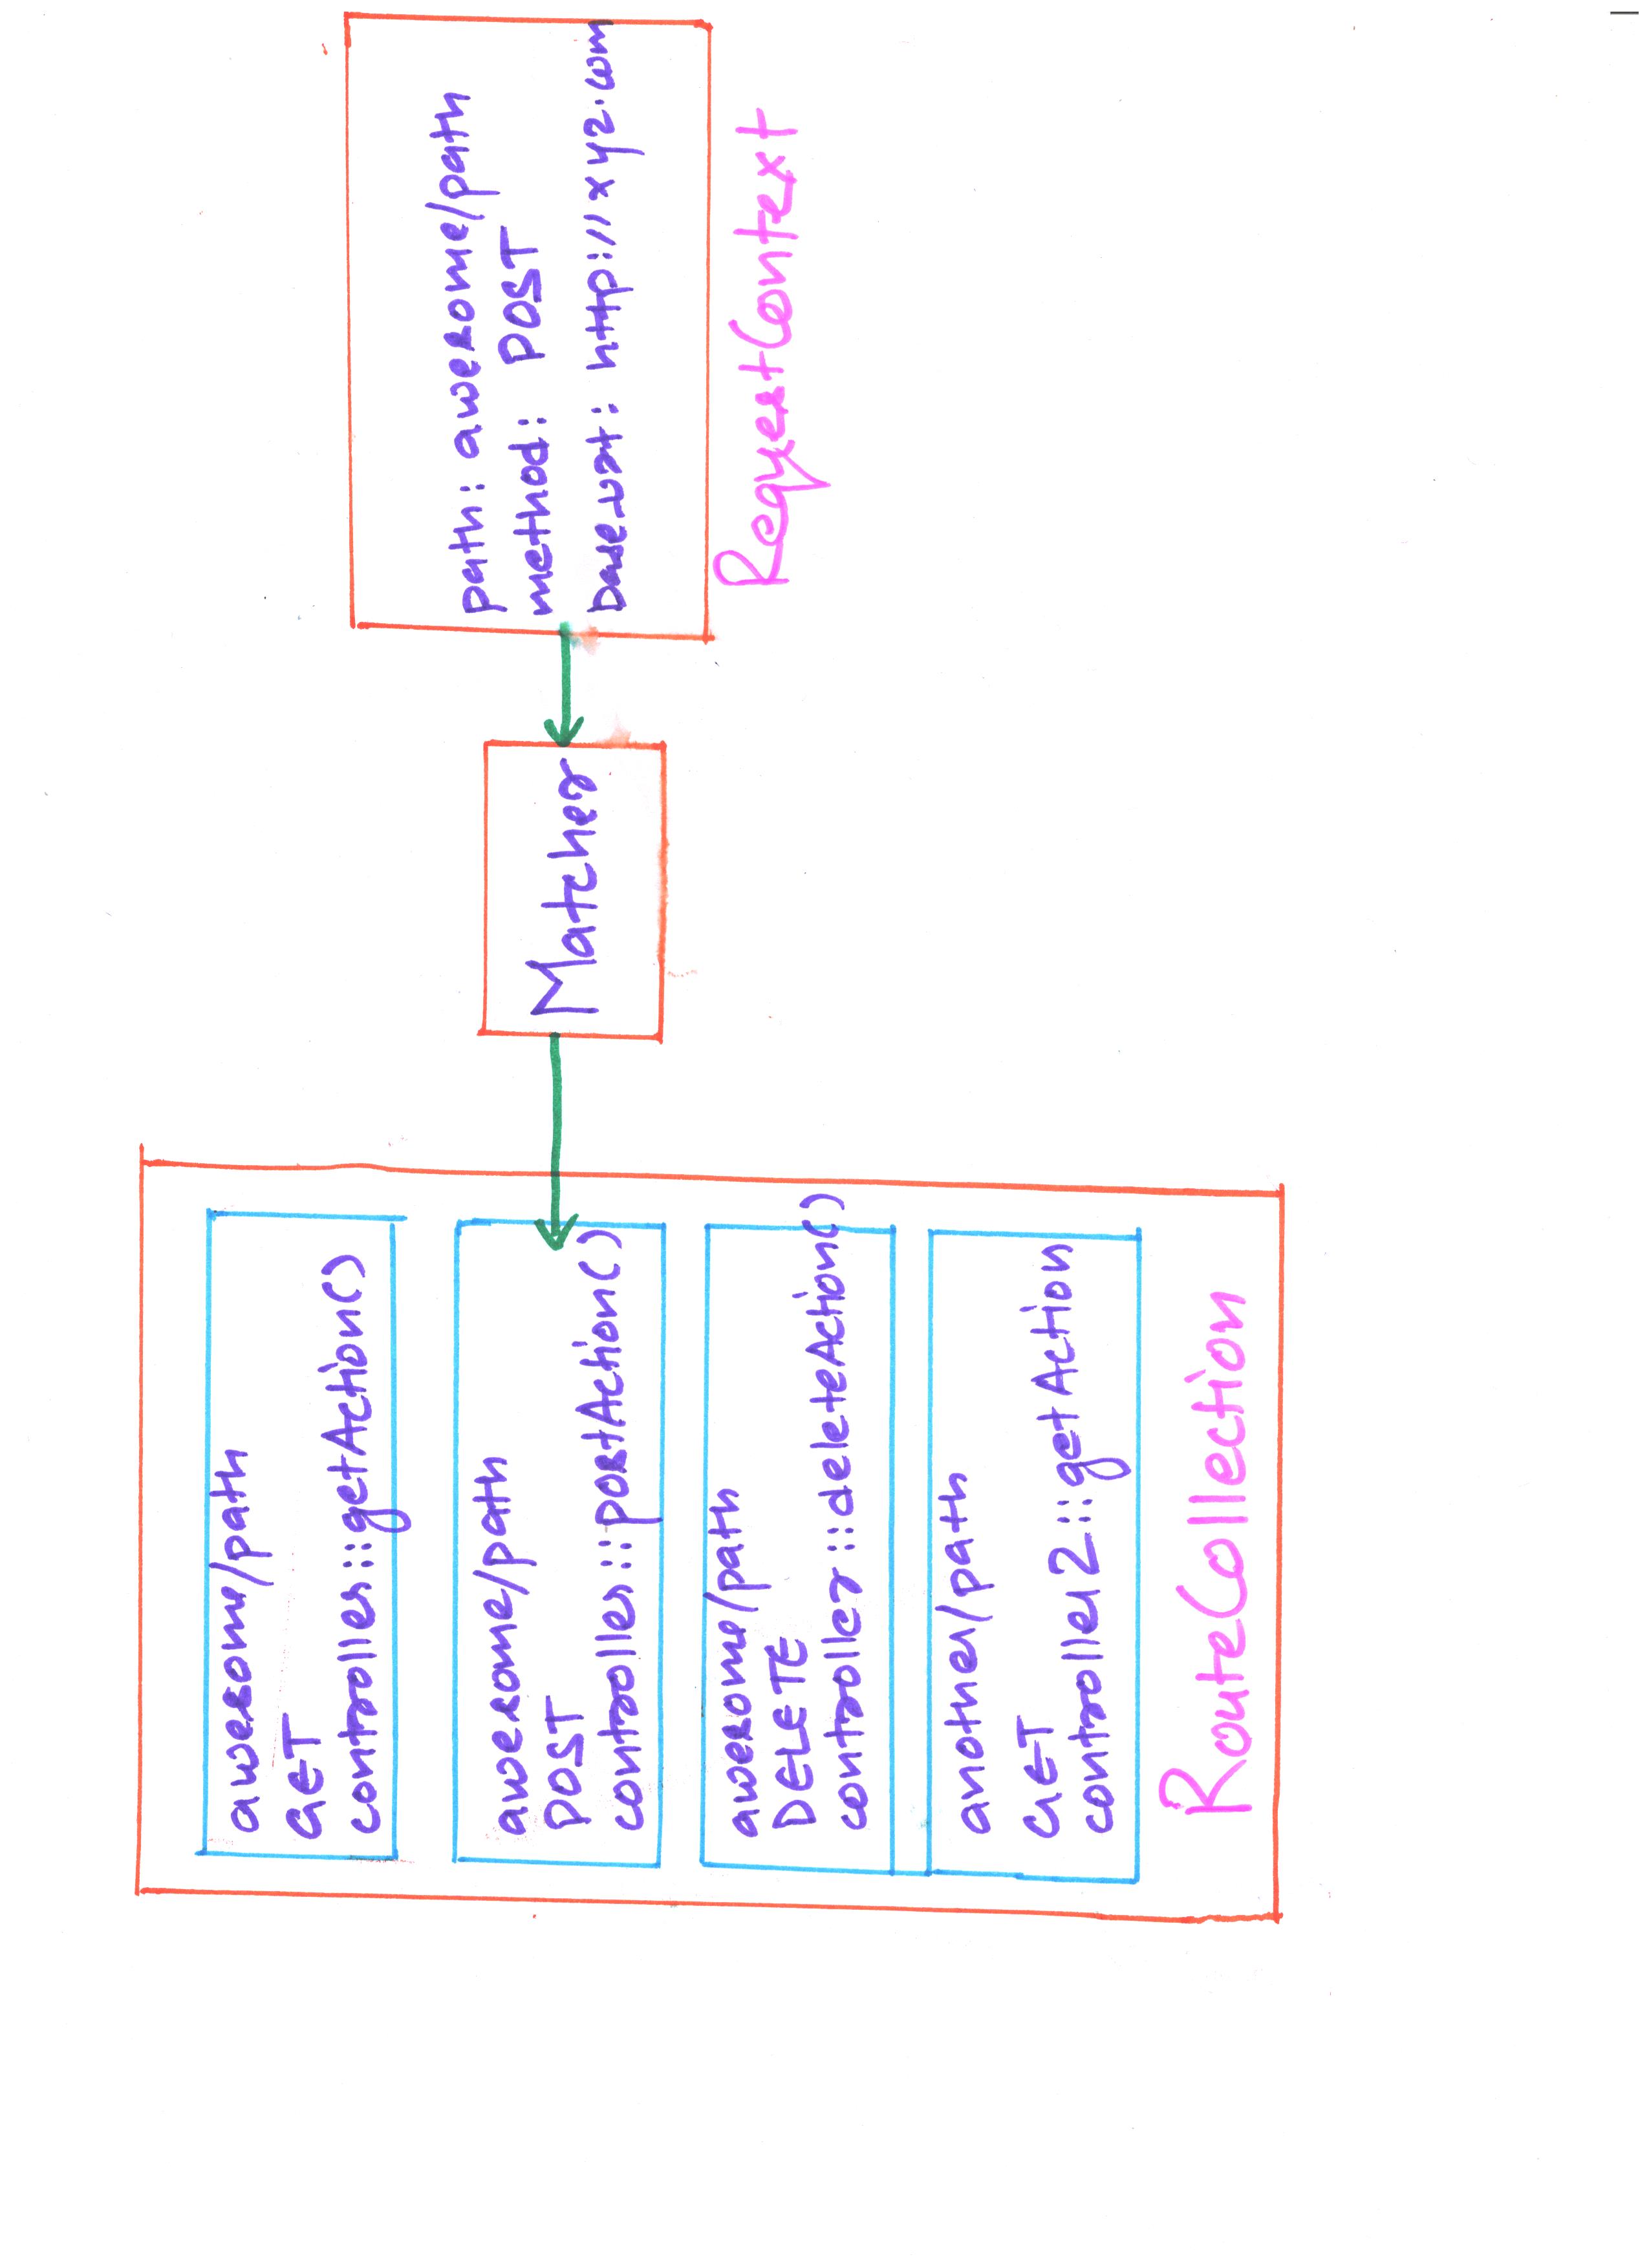 awesome/path
GET
controller::getAction()
awesome/path
POST
controller::postAction()
awesome/path
DELETE
controller::deleteAction()
another/path
GET
controller2::getAction
RouteCollection
Matcher
path: awesome/path
method: POST
http://xyz.com
RequestContext